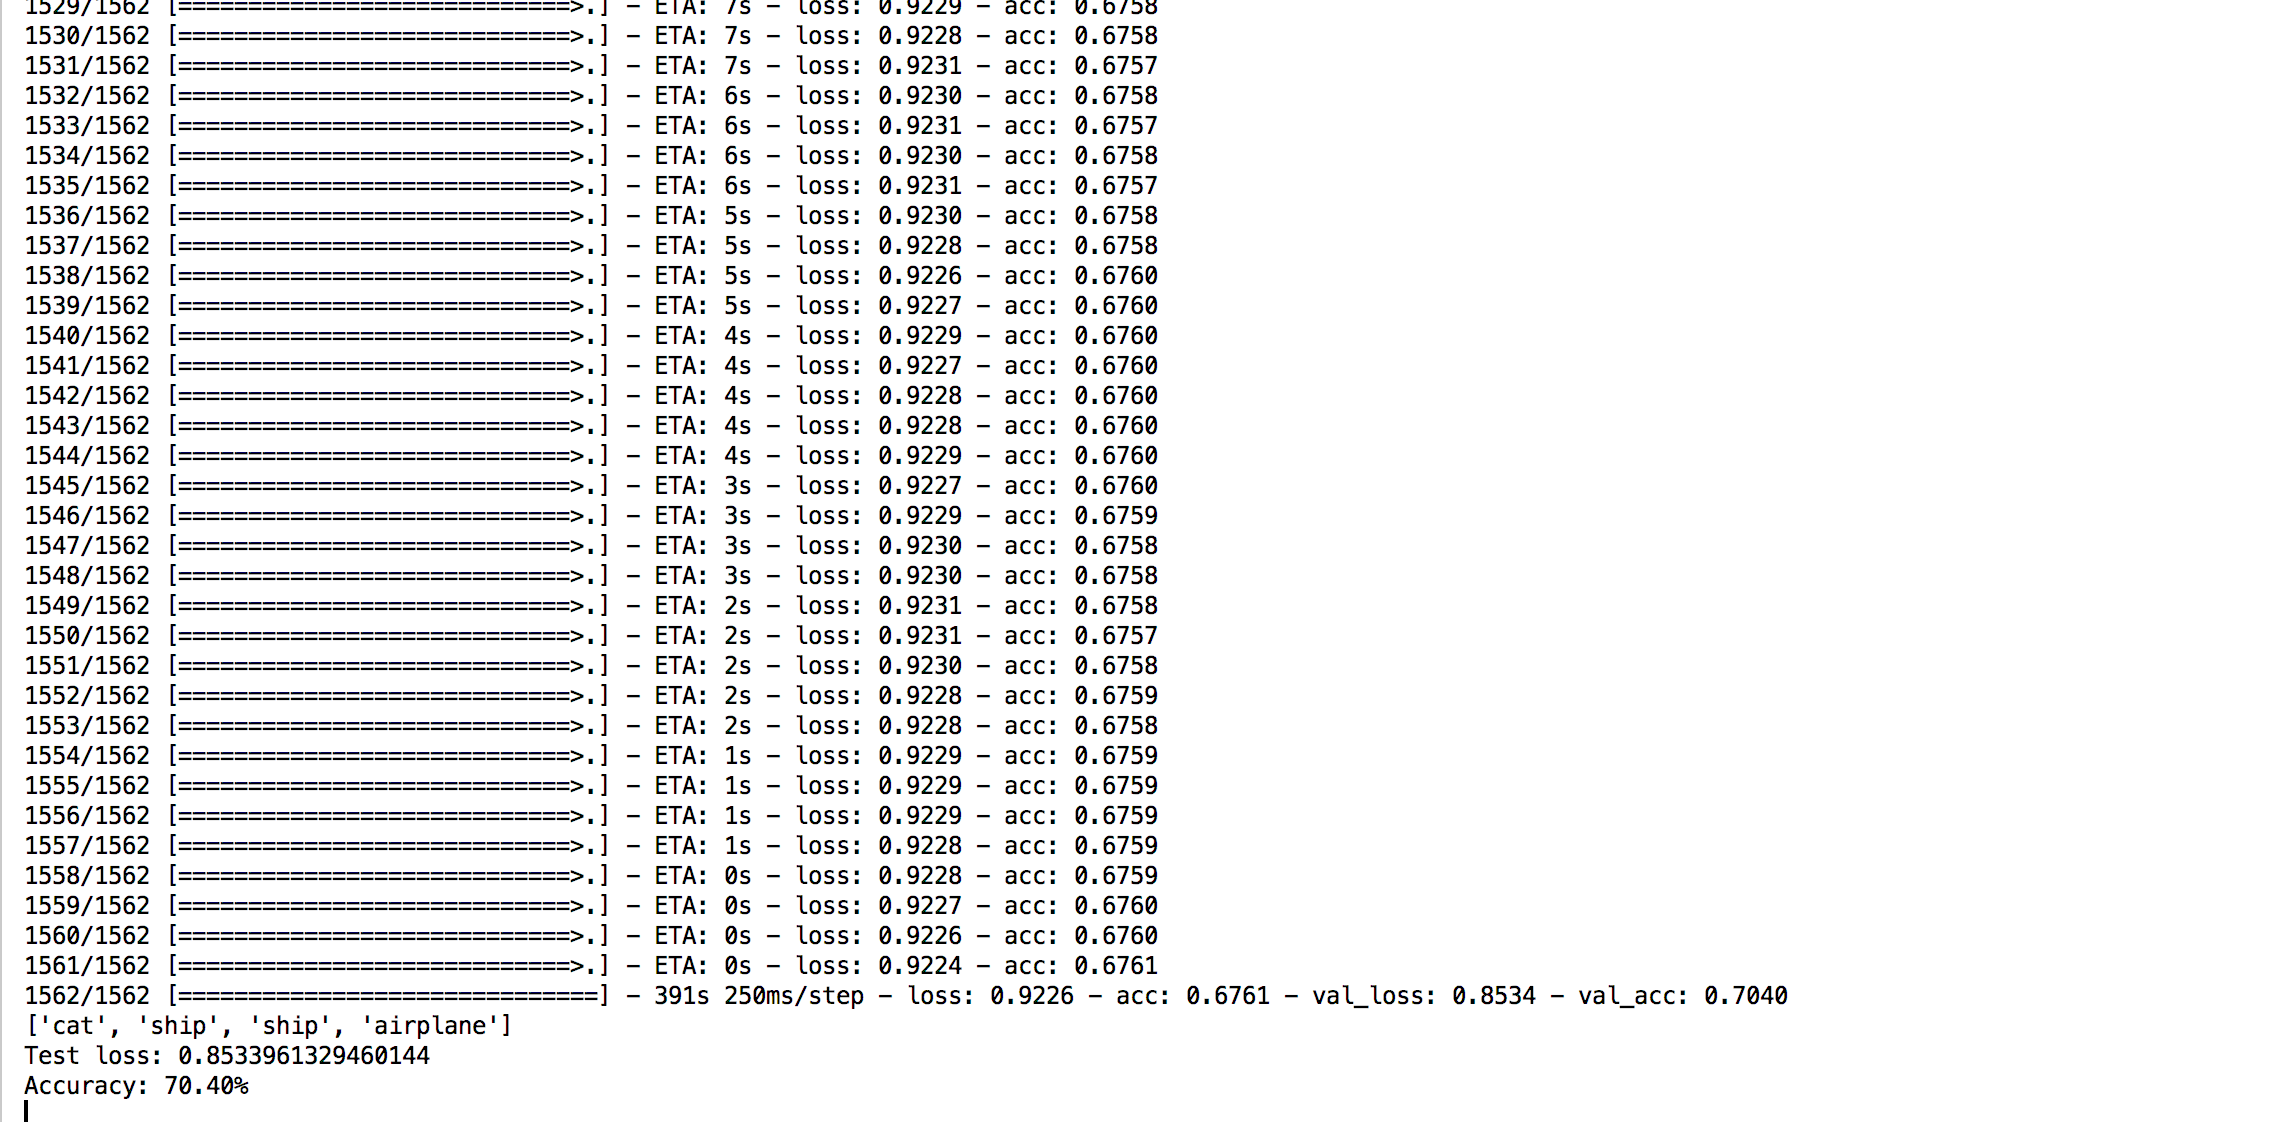 1529/1562 [============================>.] - ETA: 7s - loss: 0.9229 - acc: 0.6758
1530/1562 [============================>.] - ETA: 7s - loss: 0.9228 - acc: 0.6758
1531/1562 [============================>.] - ETA: 7s - loss: 0.9231 - acc: 0.6757
1532/1562 [============================>.] - ETA: 6s - loss: 0.9230 - acc: 0.6758
1533/1562 [============================>.] - ETA: 6s - loss: 0.9231 - acc: 0.6757
1534/1562 [============================>.] - ETA: 6s - loss: 0.9230 - acc: 0.6758
1535/1562 [============================>.] - ETA: 6s - loss: 0.9231 - acc: 0.6757
1536/1562 [============================>.] - ETA: 5s - loss: 0.9230 - acc: 0.6758
1537/1562 [============================>.] - ETA: 5s - loss: 0.9228 - acc: 0.6758
1538/1562 [============================>.] - ETA: 5s - loss: 0.9226 - acc: 0.6760
1539/1562 [============================>.] - ETA: 5s - loss: 0.9227 - acc: 0.6760
1540/1562 [============================>.] - ETA: 4s - loss: 0.9229 - acc: 0.6760
1541/1562 [============================>.] - ETA: 4s - loss: 0.9227 - acc: 0.6760
1542/1562 [============================>.] - ETA: 4s - loss: 0.9228 - acc: 0.6760
1543/1562 [============================>.] - ETA: 4s - loss: 0.9228 - acc: 0.6760
1544/1562 [============================>.] - ETA: 4s - loss: 0.9229 - acc: 0.6760
1545/1562 [============================>.] - ETA: 3s - loss: 0.9227 - acc: 0.6760
1546/1562 [============================>.] - ETA: 3s - loss: 0.9229 - acc: 0.6759
1547/1562 [============================>.] - ETA: 3s - loss: 0.9230 - acc: 0.6758
1548/1562 [============================>.] - ETA: 3s - loss: 0.9230 - acc: 0.6758
1549/1562 [============================>.] - ETA: 2s - loss: 0.9231 - acc: 0.6758
1550/1562 [============================>.] - ETA: 2s - loss: 0.9231 - acc: 0.6757
1551/1562 [============================>.] - ETA: 2s - loss: 0.9230 - acc: 0.6758
1552/1562 [============================>.] - ETA: 2s - loss: 0.9228 - acc: 0.6759
1553/1562 [============================>.] - ETA: 2s - loss: 0.9228 - acc: 0.6758
1554/1562 [============================>.] - ETA: 1s - loss: 0.9229 - acc: 0.6759
1555/1562 [============================>.] - ETA: 1s - loss: 0.9229 - acc: 0.6759
1556/1562 [============================>.] - ETA: 1s - loss: 0.9229 - acc: 0.6759
1557/1562 [============================>.] - ETA: 1s - loss: 0.9228 - acc: 0.6759
1558/1562 [============================>.] - ETA: 0s - loss: 0.9228 - acc: 0.6759
1559/1562 [============================>.] - ETA: 0s - loss: 0.9227 - acc: 0.6760
1560/1562 [============================>.] - ETA: 0s - loss: 0.9226 - acc: 0.6760
1561/1562 [============================>.] - ETA: 0s - loss: 0.9224 - acc: 0.6761
1562/1562 [==============================] - 391s 250ms/step - loss: 0.9226 - acc: 0.6761 - val_loss: 0.8534 - val_acc: 0.7040
['cat', 'ship', 'ship', 'airplane']
Test loss: 0.8533961329460144
Accuracy: 70.40%